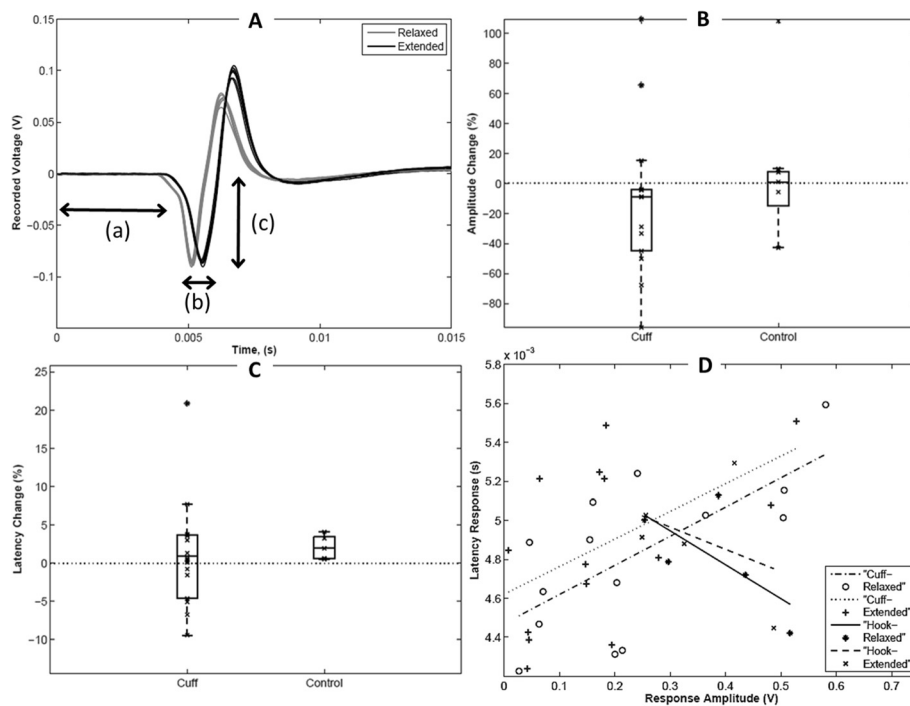 A
0.15
0.1
0.05
0
−0.05
−0.1
Recorded Voltage (V)
Relaxed
Extended
(a)
(b)
(c)
0
0.005
0.01
0.015
Time, (s)
B
100
80
60
40
20
0
−20
−40
−60
−80
Amplitude Change (%)
Cuff
Control
C
25
20
15
10
5
0
−5
−10
Latency Change (%)
Cuff
Control
D
x 10−3
5.8
5.6
5.4
5.2
5
4.8
4.6
4.4
Latency Response (s)
"Cuff–
Relaxed"
"Cuff–
Extended"
"Hook–
Relaxed"
"Hook–
Extended"
0
0.1
0.2
0.3
0.4
0.5
0.6
0.7
Response Amplitude (V)